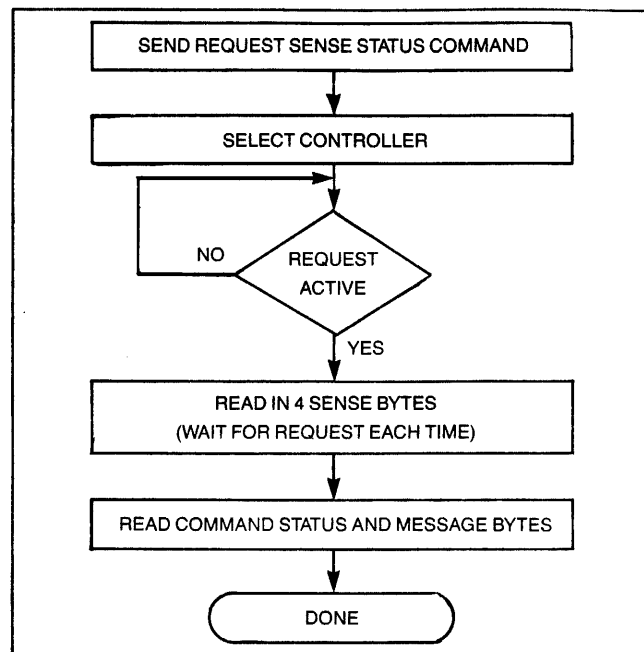 SEND REQUEST SENSE STATUS COMMAND
SELECT CONTROLLER
NO
REQUEST
ACTIVE
YES
READ IN 4 SENSE BYTES
(WAIT FOR REQUEST EACH TIME)
READ COMMAND STATUS AND MESSAGE BYTES
DONE